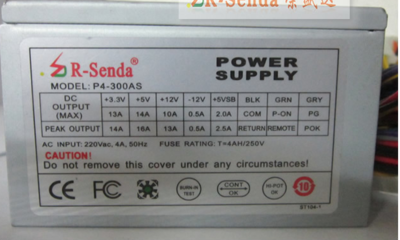 R-Senda
R-Senda®
MODEL: P4-300AS
POWER
SUPPLY
DC OUTPUT (MAX) +3.3V +5V +12V -12V +5VSB BLK GRN GRY
13A 14A 10A 0.5A 2.0A COM P-ON PG
PEAK OUTPUT 14A 16A 13A 0.5A 2.5A RETURN REMOTE POK
AC INPUT: 220Vac, 4A, 50Hz FUSE RATING: T=4AH/250V
CAUTION!
Do not remove this cover under any circumstances!
CE FC BURN-IN TEST CONT OK HI-POT OK 10